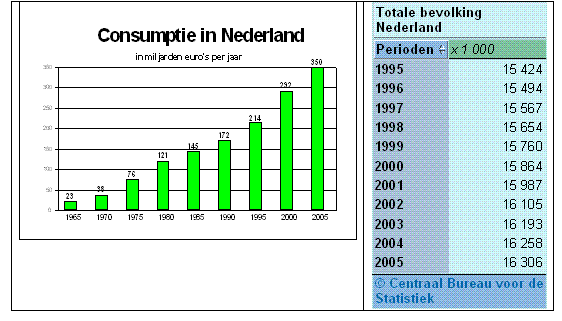 Consumptie in Nederland
in miljarden euro's per jaar
350
300
250
200
150
100
50
0
23
38
76
121
145
172
214
292
350
1965 1970 1975 1980 1985 1990 1995 2000 2005
Totale bevolking
Nederland
Perioden x 1 000
1995 15 424
1996 15 494
1997 15 567
1998 15 654
1999 15 760
2000 15 864
2001 15 987
2002 16 105
2003 16 193
2004 16 258
2005 16 306
© Centraal Bureau voor de
Statistiek